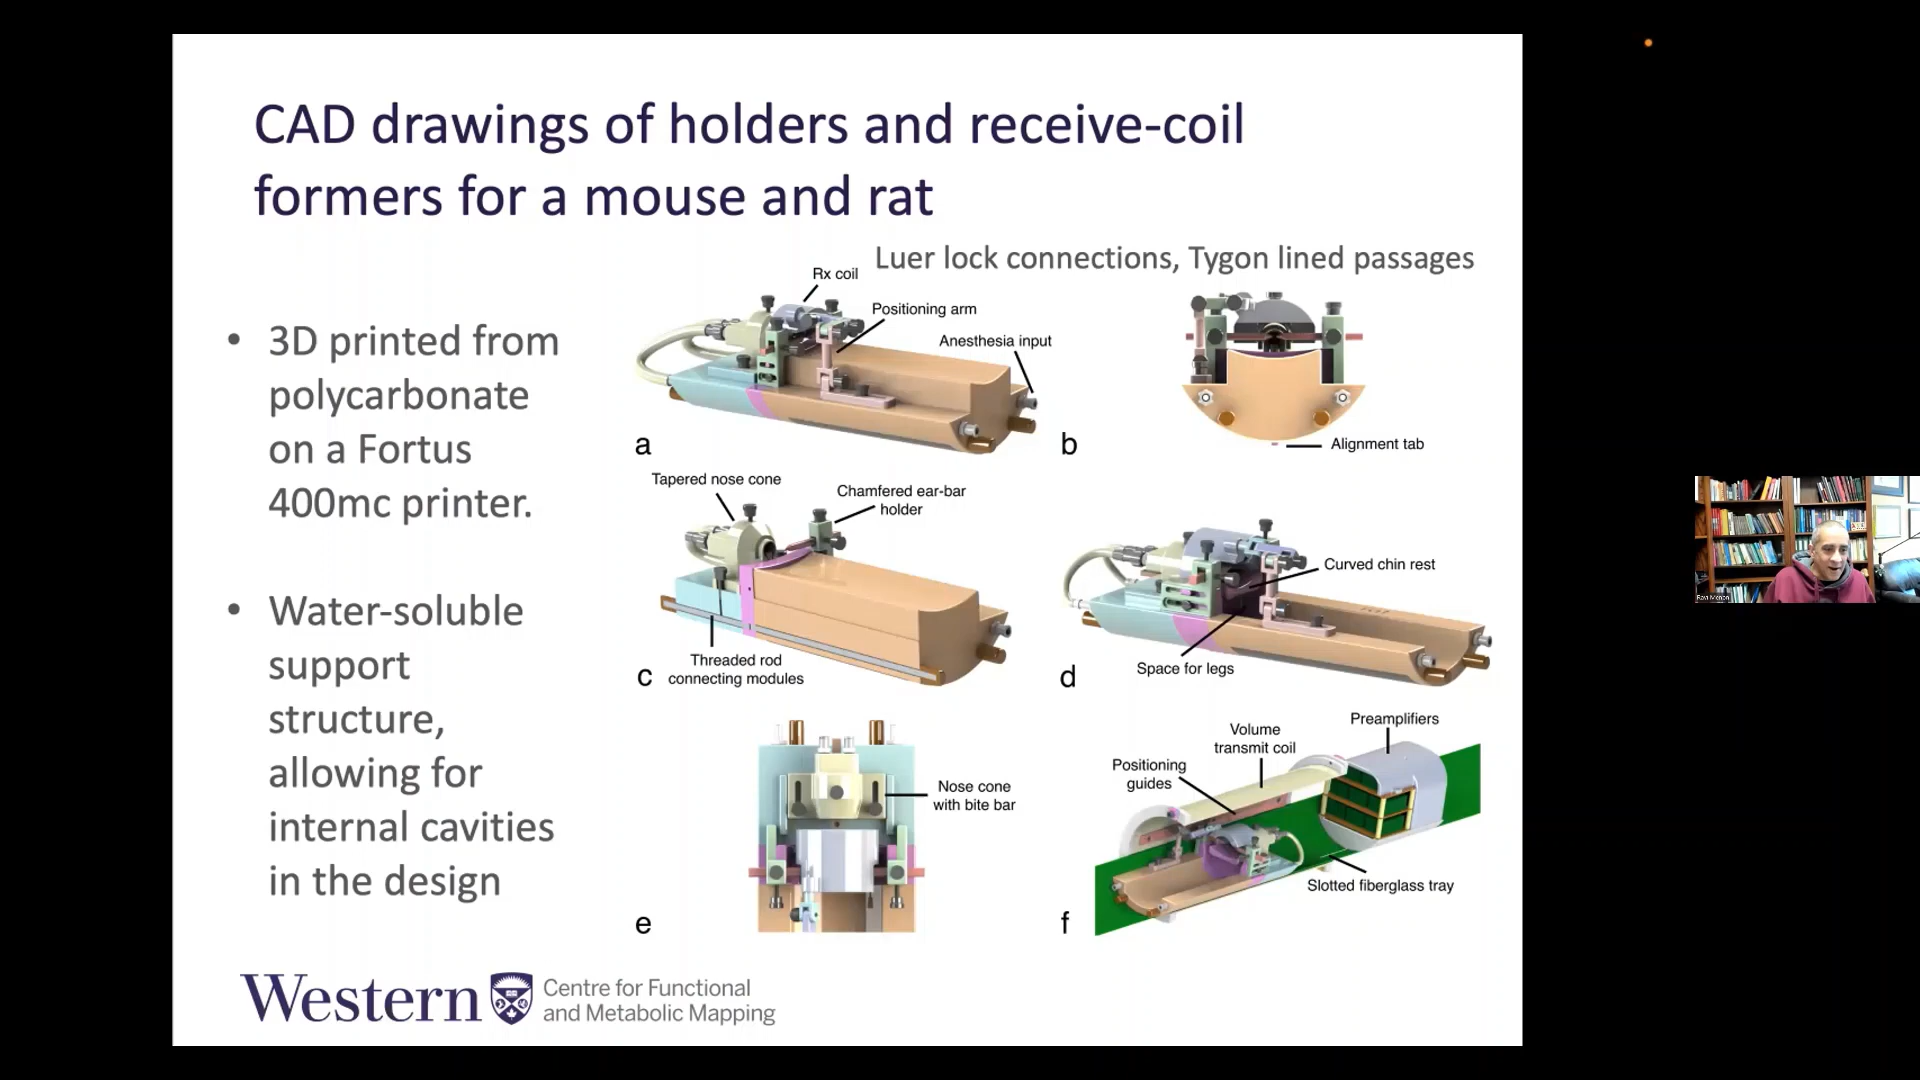 CAD drawings of holders and receive-coil
formers for a mouse and rat
Luer lock connections, Tygon lined passages
• 3D printed from
polycarbonate
on a Fortus
400mc printer.
• Water-soluble
support
structure,
allowing for
internal cavities
in the design
Rx coil
Positioning arm
Anesthesia input
a
b
Alignment tab
Tapered nose cone
Chamfered ear-bar
holder
Threaded rod
connecting modules
c
Curved chin rest
Space for legs
d
Nose cone
with bite bar
e
Preamplifiers
Volume
transmit coil
Positioning
guides
Slotted fiberglass tray
f
Western
Centre for Functional
and Metabolic Mapping
Ravi Menon